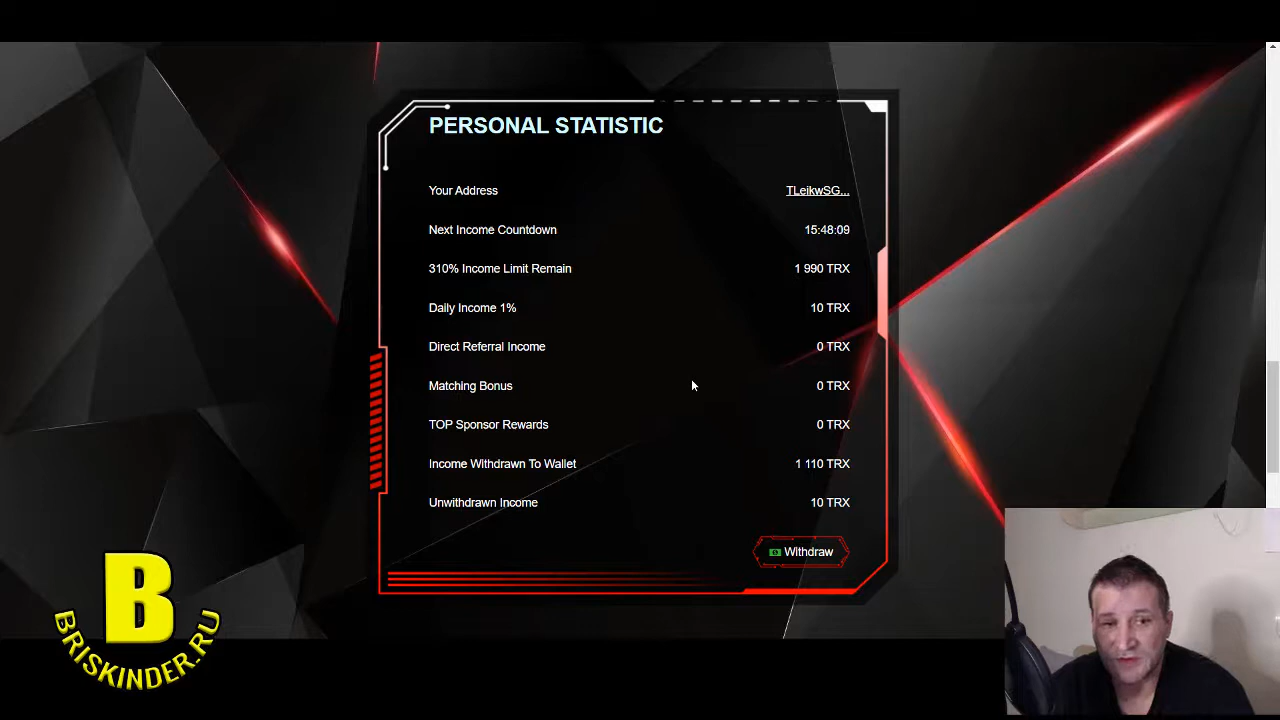 PERSONAL STATISTIC
Your Address TLeikwSG...
Next Income Countdown 15:48:09
310% Income Limit Remain 1 990 TRX
Daily Income 1% 10 TRX
Direct Referral Income 0 TRX
Matching Bonus 0 TRX
TOP Sponsor Rewards 0 TRX
Income Withdrawn To Wallet 1 110 TRX
Unwithdrawn Income 10 TRX
Withdraw
B
BRISKINDER.RU